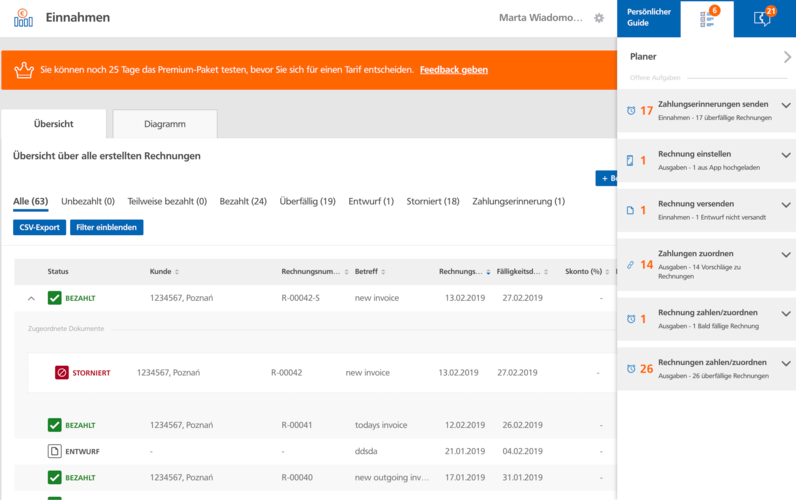 Einnahmen
Marta Wiadomo...
Persönlicher
Guide
6
21
Sie können noch 25 Tage das Premium-Paket testen, bevor Sie sich für einen Tarif entscheiden. Feedback geben
Planer
Offene Aufgaben
17 Zahlungserinnerungen senden
Einnahmen - 17 überfällige Rechnungen
1 Rechnung einstellen
Ausgaben - 1 aus App hochgeladen
1 Rechnung versenden
Einnahmen - 1 Entwurf nicht versandt
14 Zahlungen zuordnen
Ausgaben - 14 Vorschläge zu
Rechnungen
1 Rechnung zahlen/zuordnen
Ausgaben - 1 Bald fällige Rechnung
26 Rechnungen zahlen/zuordnen
Ausgaben - 26 überfällige Rechnungen
Übersicht
Diagramm
Übersicht über alle erstellten Rechnungen
Alle (63) Unbezahlt (0) Teilweise bezahlt (0) Bezahlt (24) Überfällig (19) Entwurf (1) Storniert (18) Zahlungserinnerung (1)
CSV-Export Filter einblenden
Status Kunde Rechnungsnum... Betreff Rechnungs... Fälligkeitsd... Skonto (%)
BEZAHLT 1234567, Poznań R-00042-S new invoice 13.02.2019 27.02.2019 -
Zugeordnete Dokumente
STORNIERT 1234567, Poznań R-00042 new invoice 13.02.2019 27.02.2019 -
BEZAHLT 1234567, Poznań R-00041 todays invoice 12.02.2019 26.02.2019 -
ENTWURF - - ddsda 21.01.2019 04.02.2019 -
BEZAHLT 1234567, Poznań R-00040 new outgoing inv... 17.01.2019 31.01.2019 -